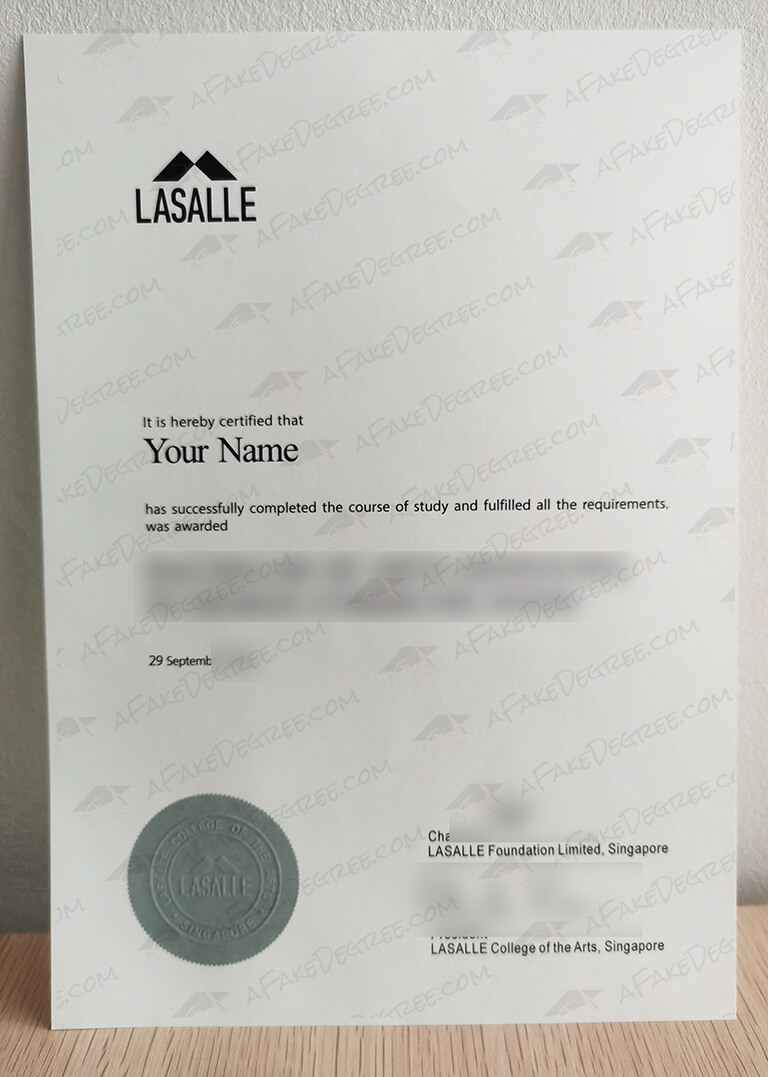 LASALLE
It is hereby certified that
Your Name
has successfully completed the course of study and fulfilled all the requirements,
was awarded
29 Septemb
Cha
LASALLE Foundation Limited, Singapore
LASALLE College of the Arts, Singapore
LASALLE COLLEGE OF THE ARTS
LASALLE
SINGAPORE
AFAKEDEGREE.COM